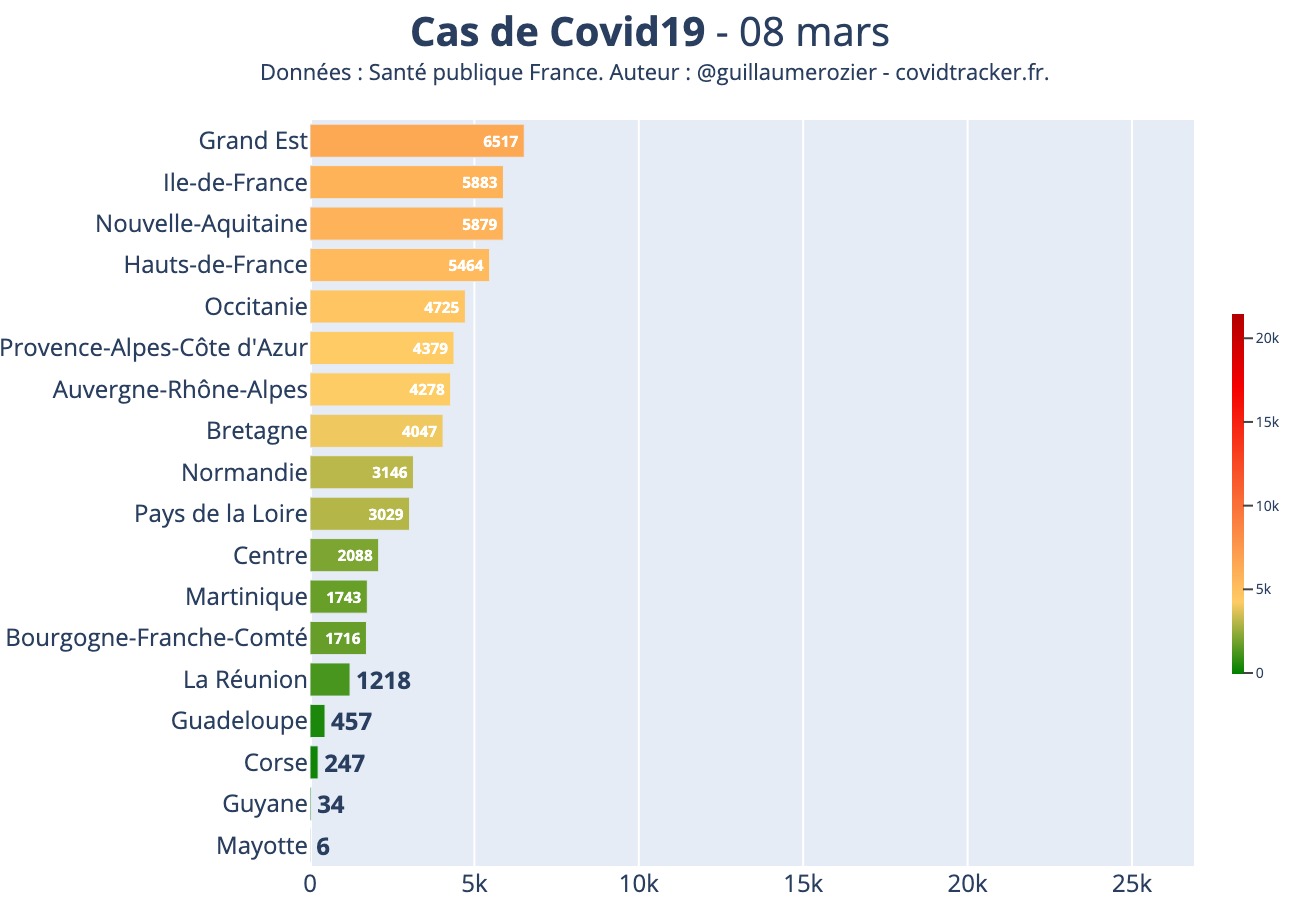 Cas de Covid19 - 08 mars
Données : Santé publique France. Auteur : @guillaumerozier - covidtracker.fr.
Grand Est 6517
Ile-de-France 5883
Nouvelle-Aquitaine 5879
Hauts-de-France 5464
Occitanie 4725
Provence-Alpes-Côte d'Azur 4379
Auvergne-Rhône-Alpes 4278
Bretagne 4047
Normandie 3146
Pays de la Loire 3029
Centre 2088
Martinique 1743
Bourgogne-Franche-Comté 1716
La Réunion 1218
Guadeloupe 457
Corse 247
Guyane 34
Mayotte 6
0 5k 10k 15k 20k 25k
20k
15k
10k
5k
0